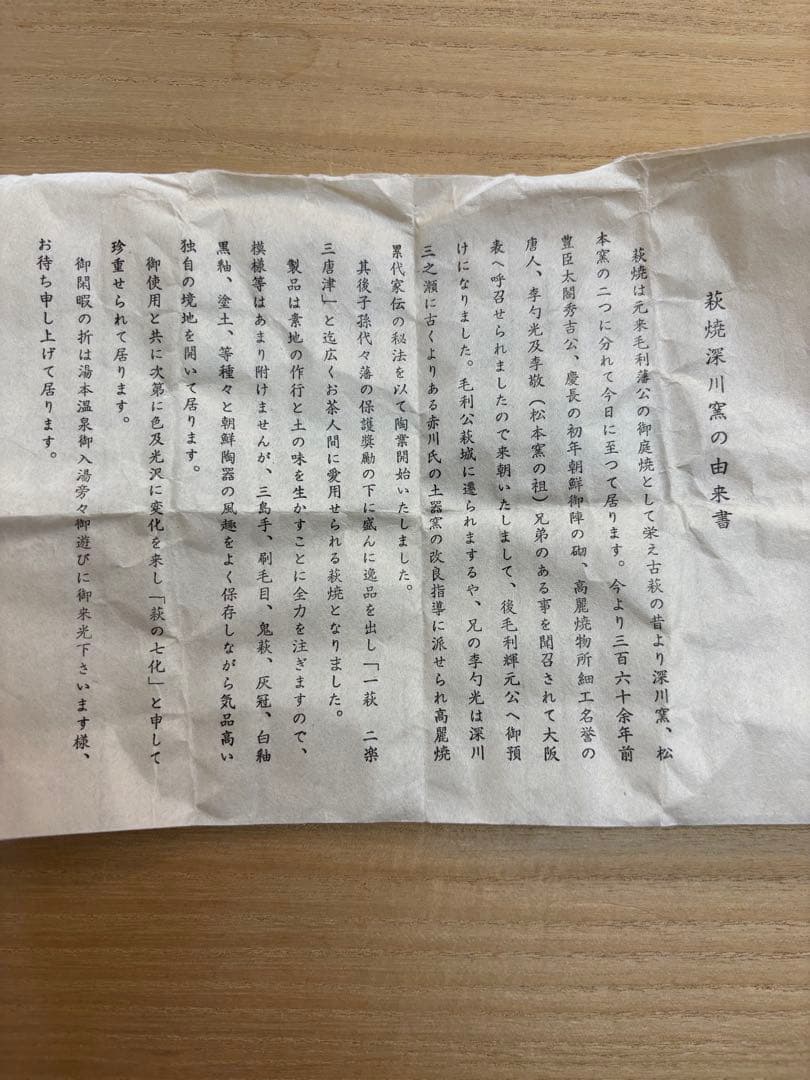 萩焼深川窯の由来書
萩焼は元来毛利藩公の御庭焼として栄え古萩の昔より深川窯、松
本窯の二つに分れて今日に至つて居ります。今より三百六十余年前
豊臣太閤秀吉公、慶長の初年朝鮮御陣の砌、高麗焼物所細工名誉の
唐人、李勺光及李敬（松本窯の祖）兄弟のある事を聞召されて大阪
表へ呼召せられましたので来朝いたしまして、後毛利輝元公へ御預
けになりました。毛利公萩城に遷られまするや、兄の李勺光は深川
三之瀬に古くよりある赤川氏の土器窯の改良指導に派せられ高麗焼
累代家伝の秘法を以て陶業開始いたしました。
其後子孫代々藩の保護奨励の下に盛んに逸品を出し「一萩　二楽
三唐津」と迄広くお茶人間に愛用せられる萩焼となりました。
製品は素地の作行と土の味を生かすことに全力を注ぎますので、
模様等はあまり附けませんが、三島手、刷毛目、鬼萩、灰冠、白釉
黒釉、塗土、等種々と朝鮮陶器の風趣をよく保存しながら気品高い
独自の境地を開いて居ります。
御使用と共に次第に色及光沢に変化を来し「萩の七化」と申して
珍重せられて居ります。
御閑暇の折は湯本温泉御入湯旁々御遊びに御来光下さいます様、
お待ち申し上げて居ります。